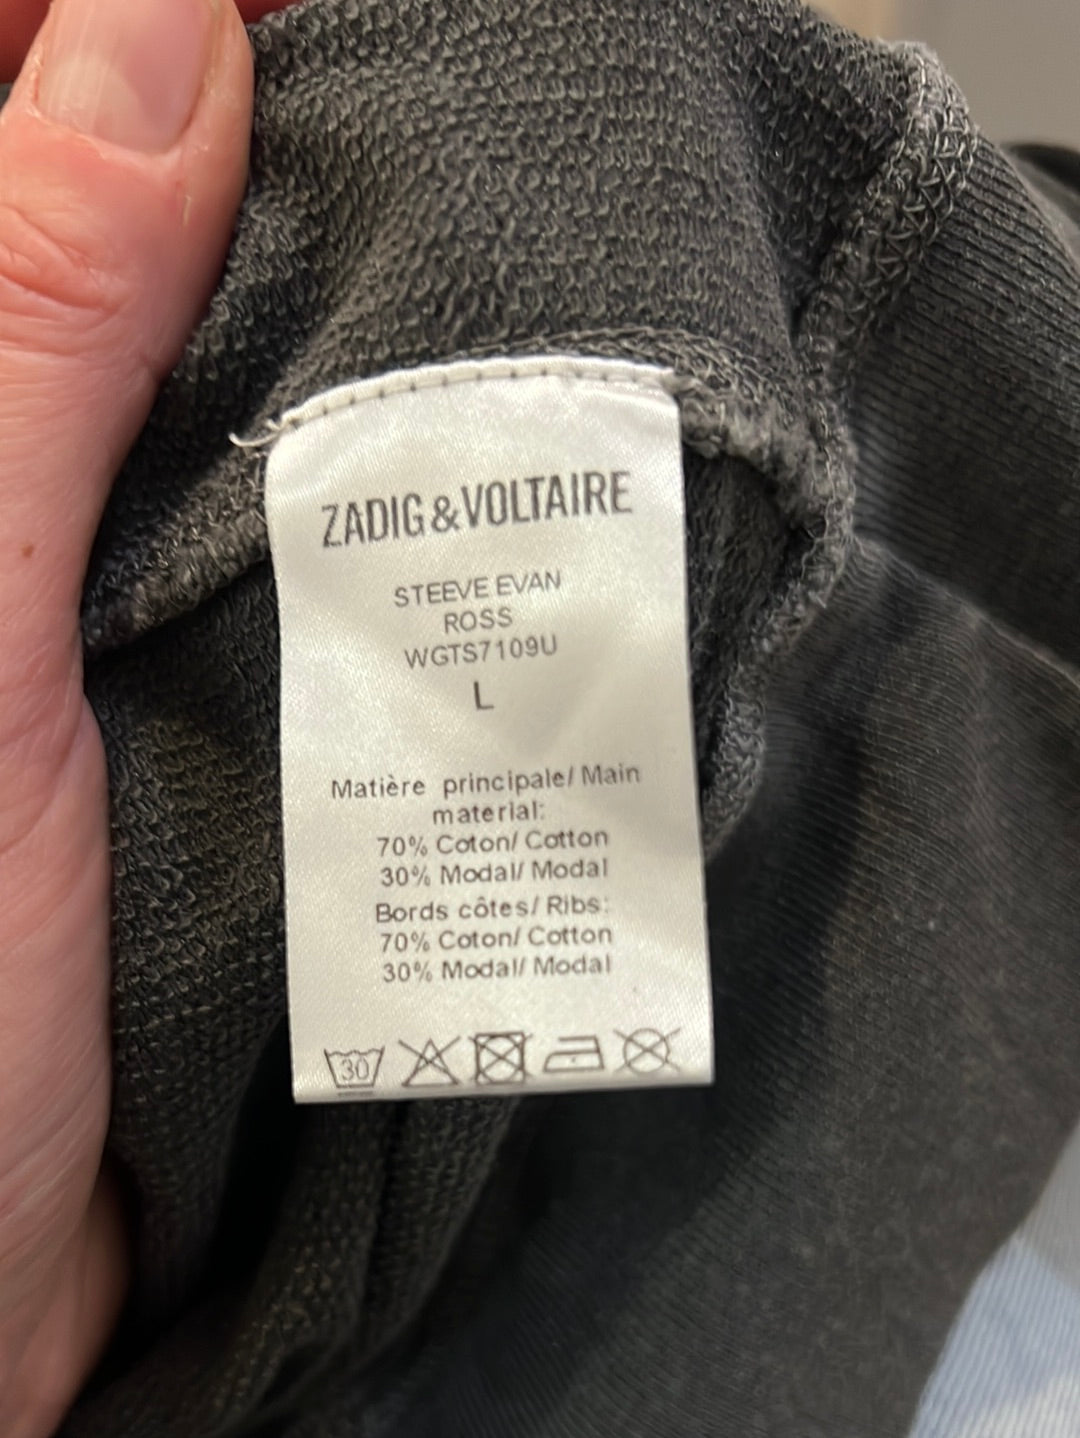 ZADIG&VOLTAIRE
STEEVE EVAN
ROSS
WGTS7109U
L
Matière principale/ Main
material:
70% Coton/ Cotton
30% Modal/ Modal
Bords côtes/ Ribs:
70% Coton/ Cotton
30% Modal/ Modal
30